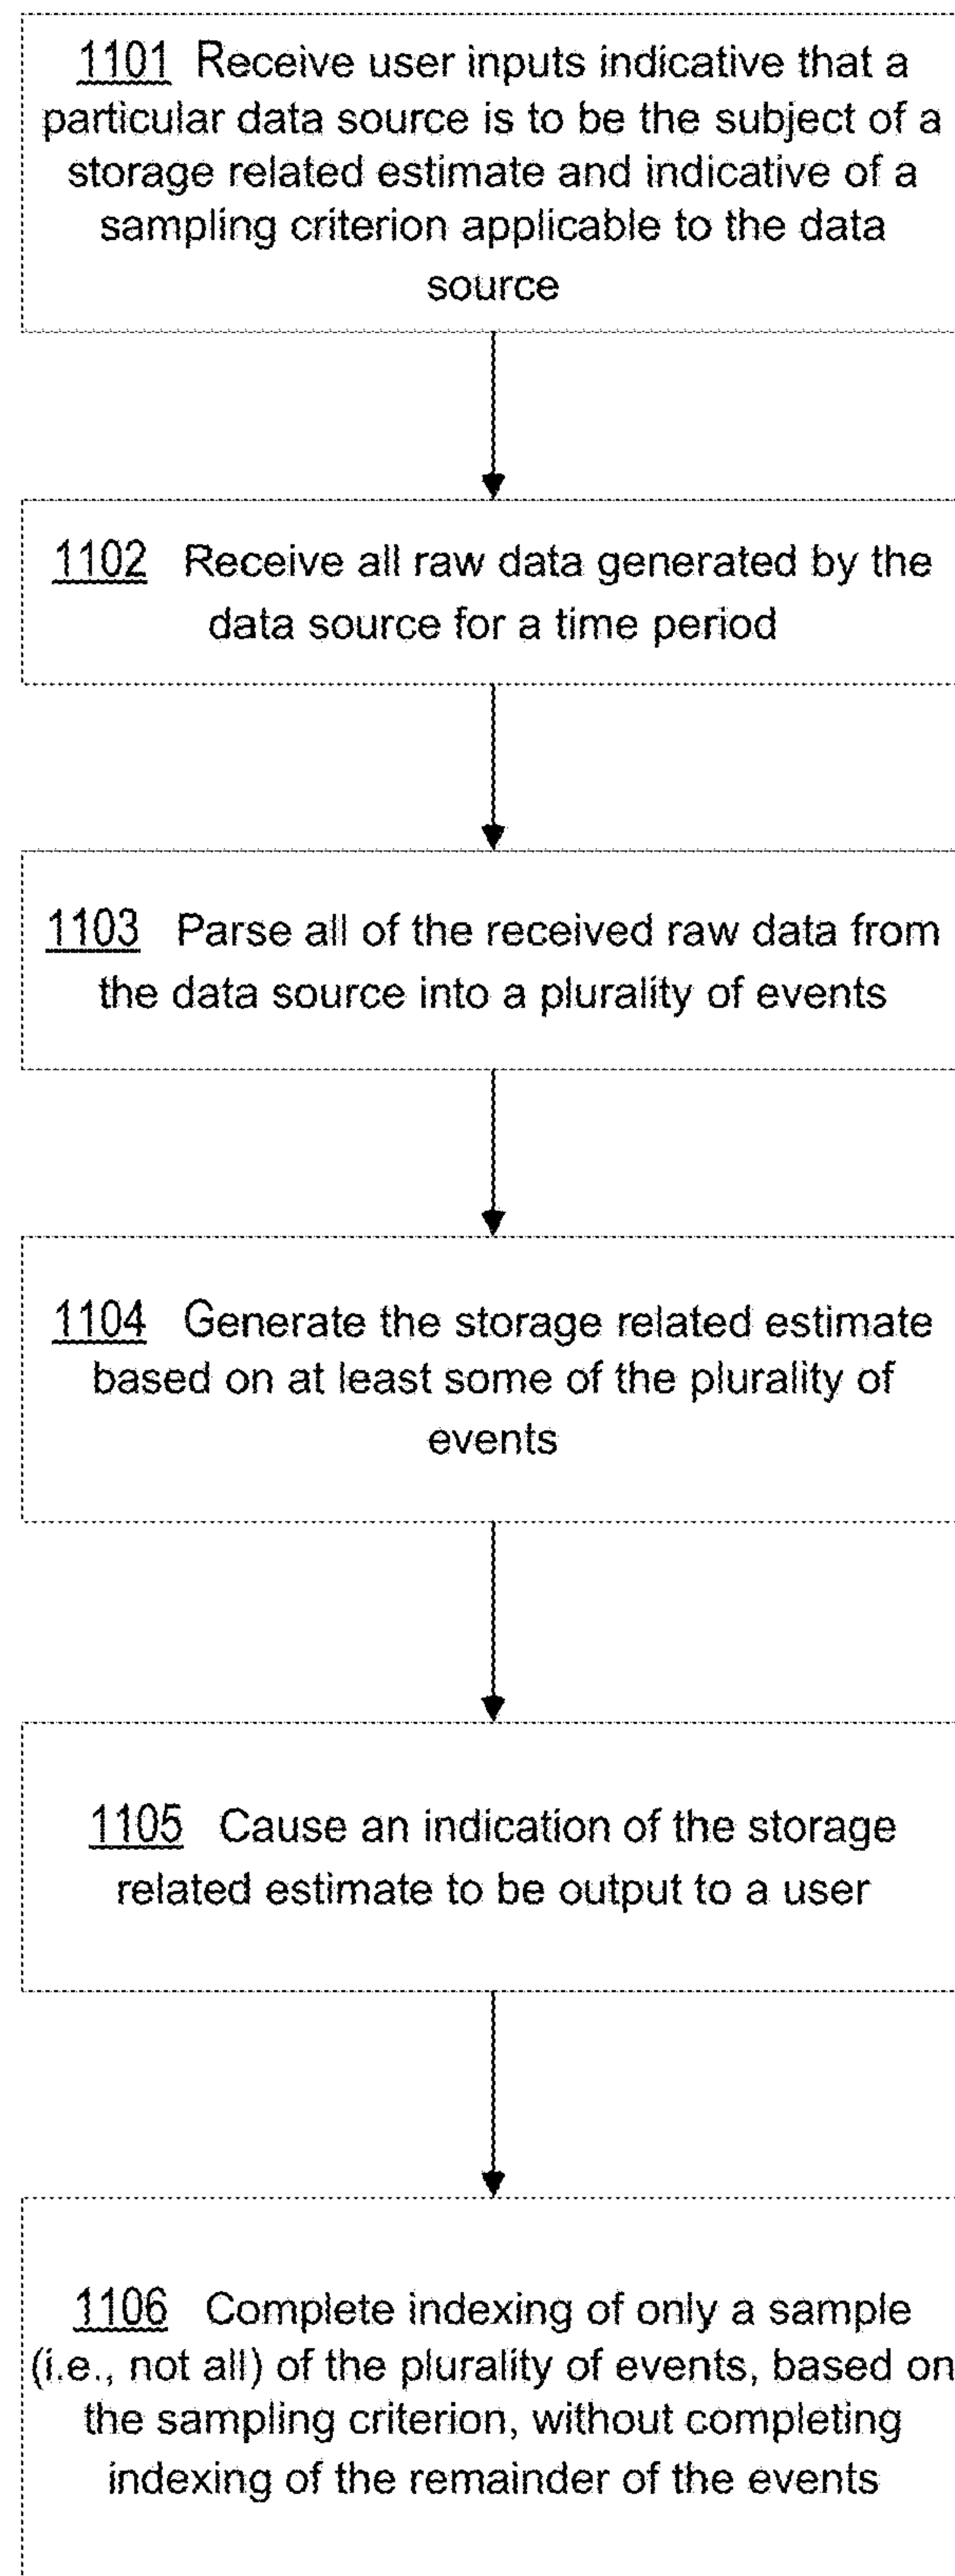 1101 Receive user inputs indicative that a
particular data source is to be the subject of a
storage related estimate and indicative of a
sampling criterion applicable to the data
source
1102 Receive all raw data generated by the
data source for a time period
1103 Parse all of the received raw data from
the data source into a plurality of events
1104 Generate the storage related estimate
based on at least some of the plurality of
events
1105 Cause an indication of the storage
related estimate to be output to a user
1106 Complete indexing of only a sample
(i.e., not all) of the plurality of events, based on
the sampling criterion, without completing
indexing of the remainder of the events